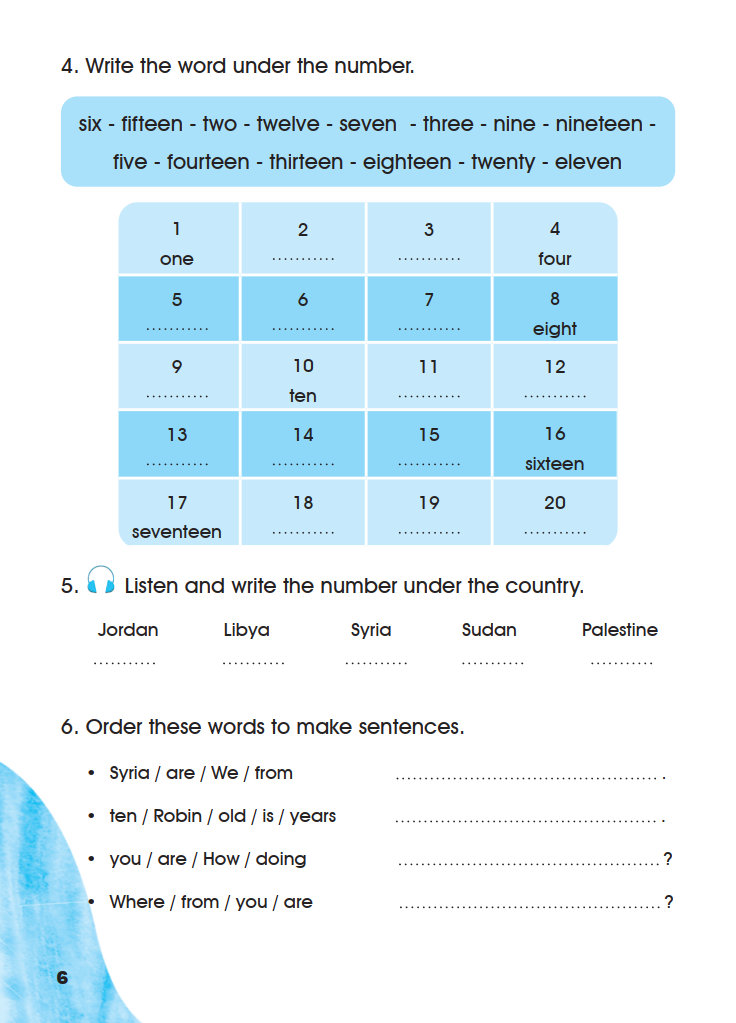 4. Write the word under the number.
six - fifteen - two - twelve - seven - three - nine - nineteen -
five - fourteen - thirteen - eighteen - twenty - eleven
1 2 3 4
one ........... ........... four
5 6 7 8
........... ........... ........... eight
9 10 11 12
........... ten ........... ...........
13 14 15 16
........... ........... ........... sixteen
17 18 19 20
seventeen ........... ........... ...........
5. Listen and write the number under the country.
Jordan Libya Syria Sudan Palestine
........... ........... ........... ........... ...........
6. Order these words to make sentences.
• Syria / are / We / from .............................................. .
• ten / Robin / old / is / years .............................................. .
• you / are / How / doing .............................................. ?
• Where / from / you / are .............................................. ?
6